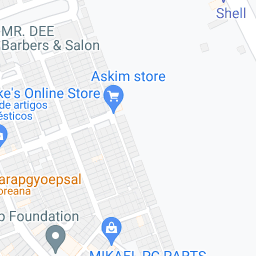 Shell
MR. DEE
Barbers & Salon
Askim store
ke's Online Store
de artigos
ésticos
arapgyoepsal
oreana
p Foundation
MIKAEL PC PARTS